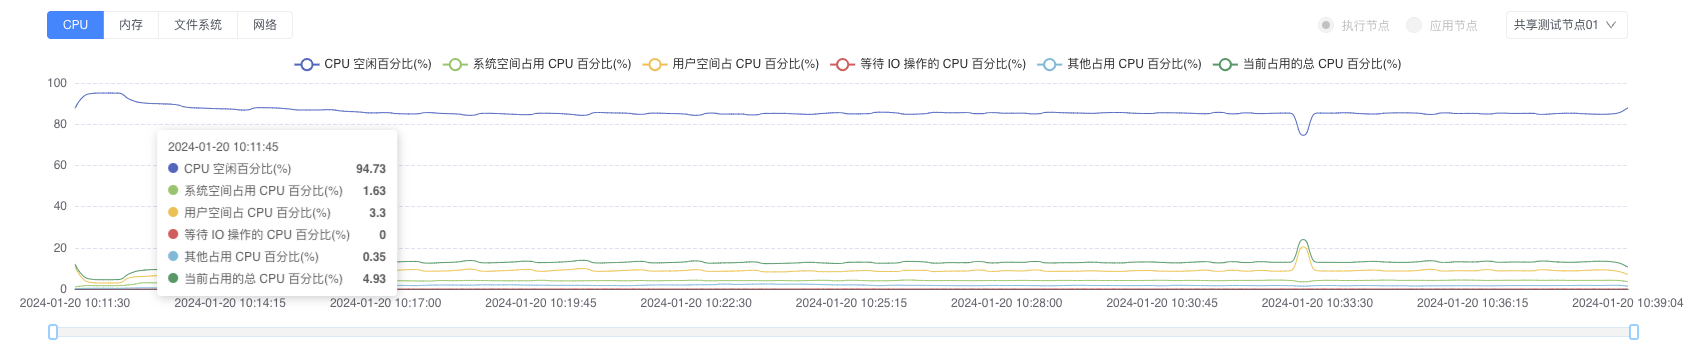 CPU 内存 文件系统 网络 执行节点 应用节点 共享测试节点01
CPU 空闲百分比(%) 系统空间占用 CPU 百分比(%) 用户空间占 CPU 百分比(%) 等待 IO 操作的 CPU 百分比(%) 其他占用 CPU 百分比(%) 当前占用的总 CPU 百分比(%)
100
80
60
40
20
0
2024-01-20 10:11:45
CPU 空闲百分比(%) 94.73
系统空间占用 CPU 百分比(%) 1.63
用户空间占 CPU 百分比(%) 3.3
等待 IO 操作的 CPU 百分比(%) 0
其他占用 CPU 百分比(%) 0.35
当前占用的总 CPU 百分比(%) 4.93
2024-01-20 10:11:30 2024-01-20 10:14:15 2024-01-20 10:17:00 2024-01-20 10:19:45 2024-01-20 10:22:30 2024-01-20 10:25:15 2024-01-20 10:28:00 2024-01-20 10:30:45 2024-01-20 10:33:30 2024-01-20 10:36:15 2024-01-20 10:39:04